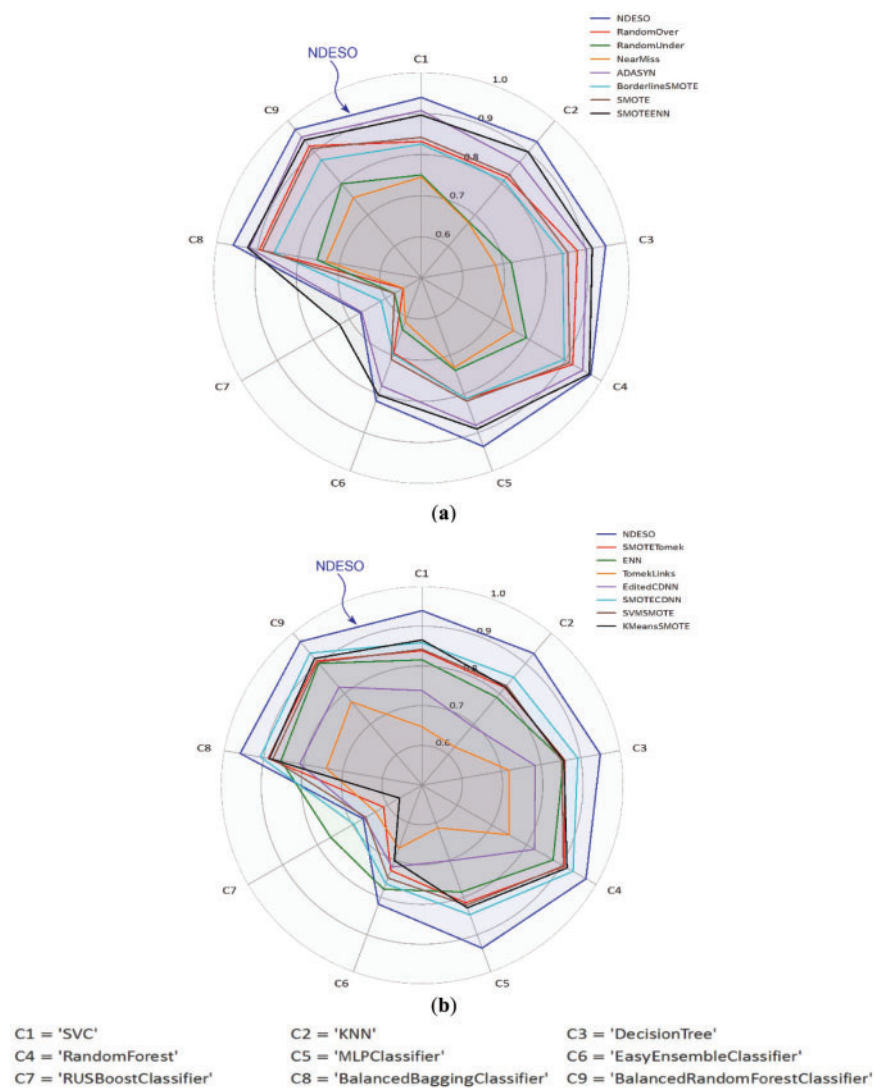 NDESO
RandomOver
RandomUnder
NearMiss
ADASYN
BorderlineSMOTE
SMOTE
SMOTEENN
NDESO
C1
1.0
C9
C2
0.9
0.8
0.7
0.6
C8
C3
C7
C4
C6
C5
(a)
NDESO
SMOTETomek
ENN
TomekLinks
EditedCDNN
SMOTECDNN
SVMSMOTE
KMeansSMOTE
NDESO
C1
1.0
C9
C2
0.9
0.8
0.7
0.6
C8
C3
C7
C4
C6
C5
(b)
C1 = 'SVC' C2 = 'KNN' C3 = 'DecisionTree'
C4 = 'RandomForest' C5 = 'MLPClassifier' C6 = 'EasyEnsembleClassifier'
C7 = 'RUSBoostClassifier' C8 = 'BalancedBaggingClassifier' C9 = 'BalancedRandomForestClassifier'